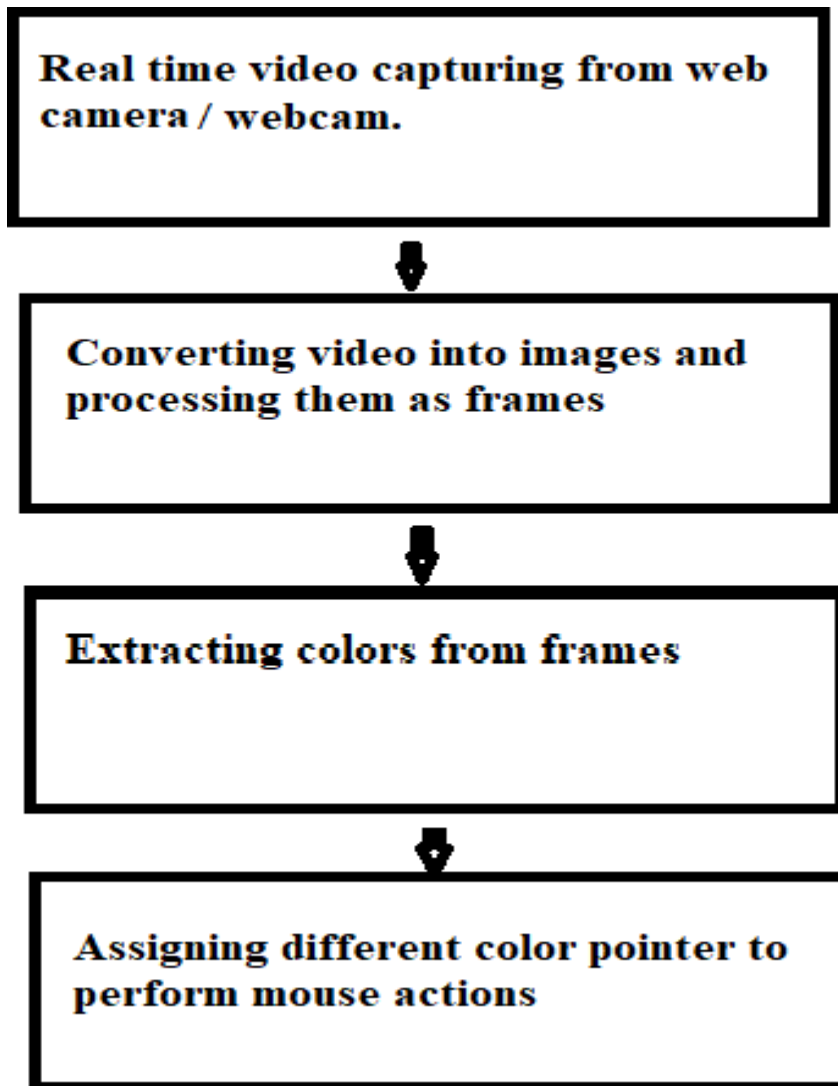 Real time video capturing from web
camera / webcam.
Converting video into images and
processing them as frames
Extracting colors from frames
Assigning different color pointer to
perform mouse actions